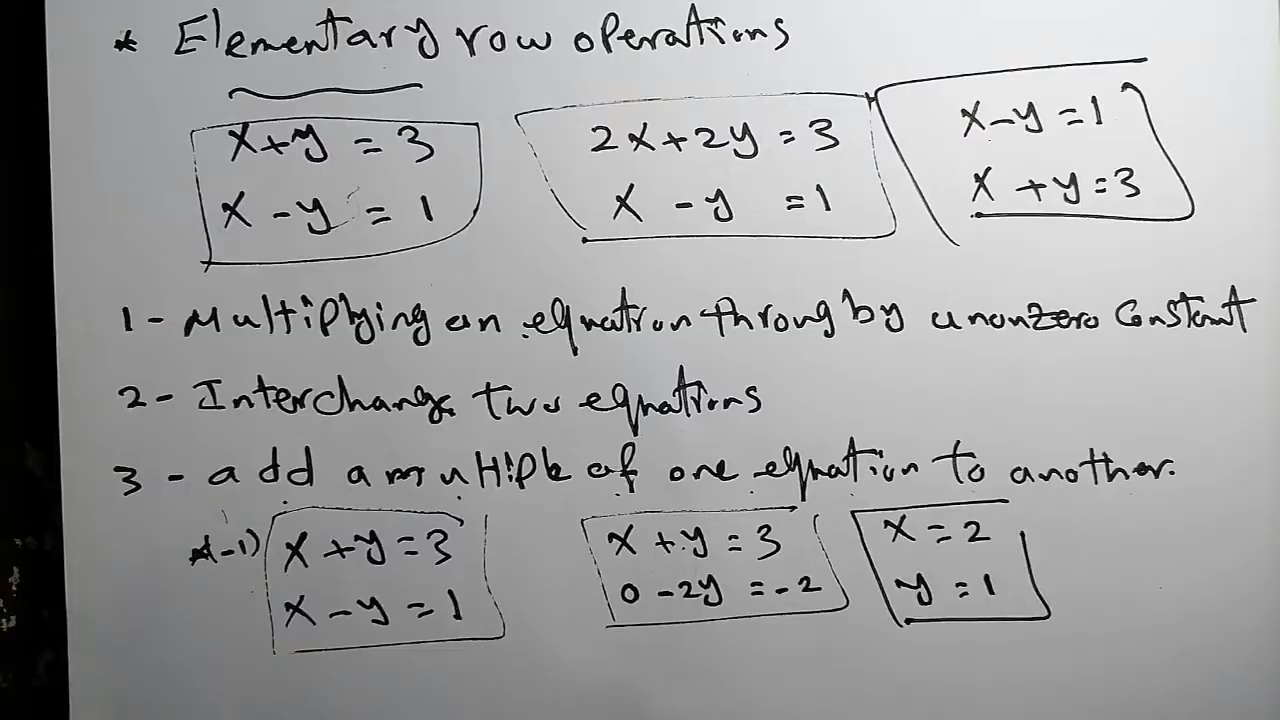 * Elementary row operations
x+y = 3 2x+2y = 3 x-y = 1
x - y = 1 x - y = 1 x + y = 3
1 - Multiplying an equation throug by a nonzero Constant
2 - Interchange two equations
3 - add a multiple of one equation to another.
*(-1) x + y = 3 x + y = 3 x = 2
x - y = 1 0 - 2y = -2 y = 1